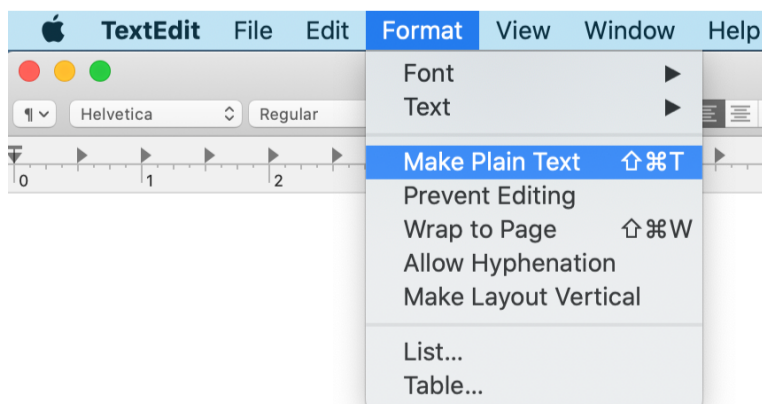 TextEdit File Edit Format View Window Help
¶ Helvetica Regular
Font
Text
0 1 2
Make Plain Text ⇧⌘T
Prevent Editing
Wrap to Page ⇧⌘W
Allow Hyphenation
Make Layout Vertical
List...
Table...